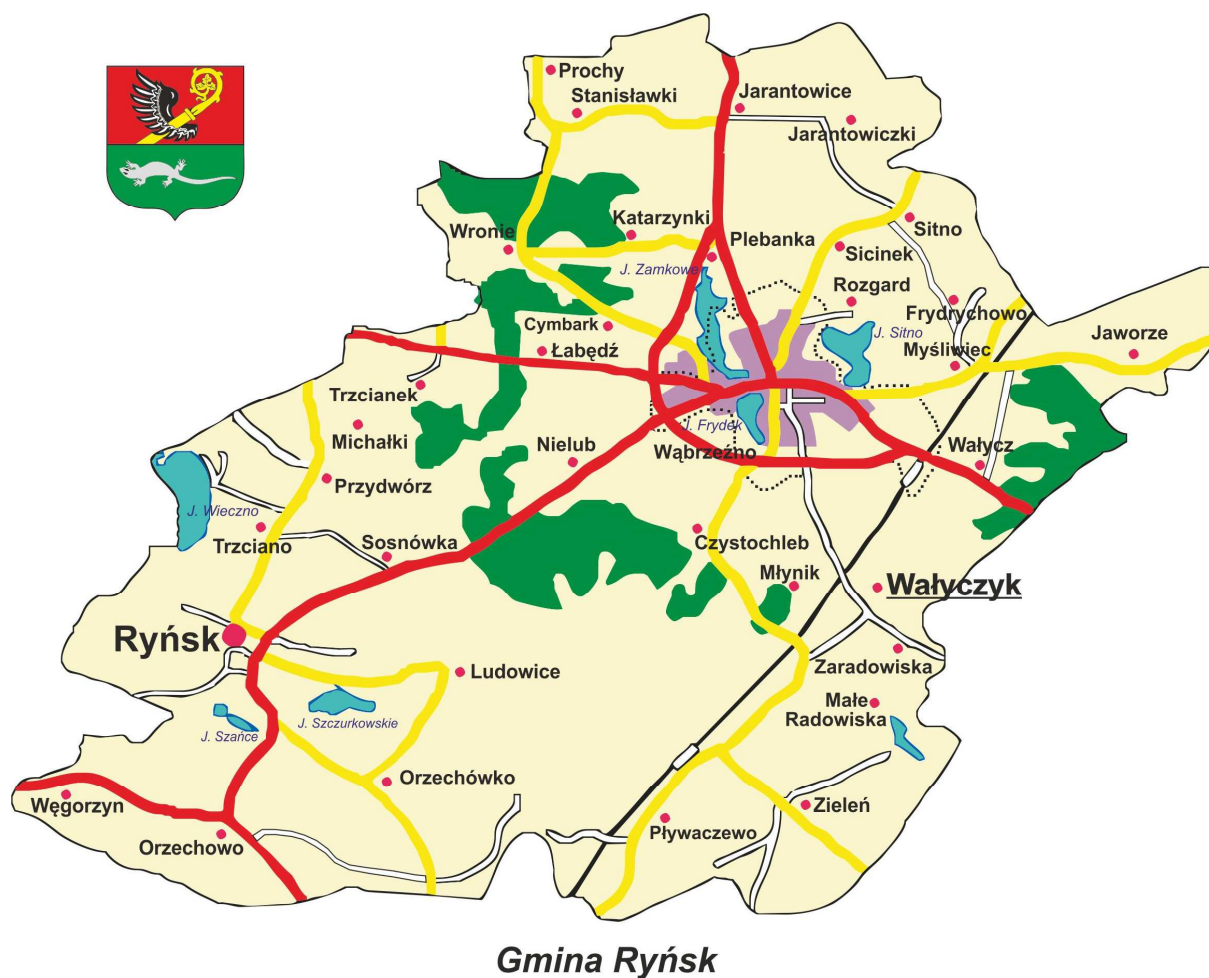 Prochy
Stanisławki
Jarantowice
Jarantowiczki
Katarzynki
Wronie
Plebanka
Sitno
Sicinek
J. Zamkowe
Rozgard
Frydrychowo
Cymbark
J. Sitno
Jaworze
Łabędź
Myśliwiec
Trzcianek
Michałki
J. Frydek
Nielub
Wąbrzeźno
Wałycz
Przydwórz
J. Wieczno
Trzciano
Sosnówka
Czystochleb
Młynik
Wałyczyk
Ryńsk
Zaradowiska
Ludowice
Małe
Radowiska
J. Szczurkowskie
J. Szańce
Orzechówko
Węgorzyn
Zieleń
Pływaczewo
Orzechowo
Gmina Ryńsk